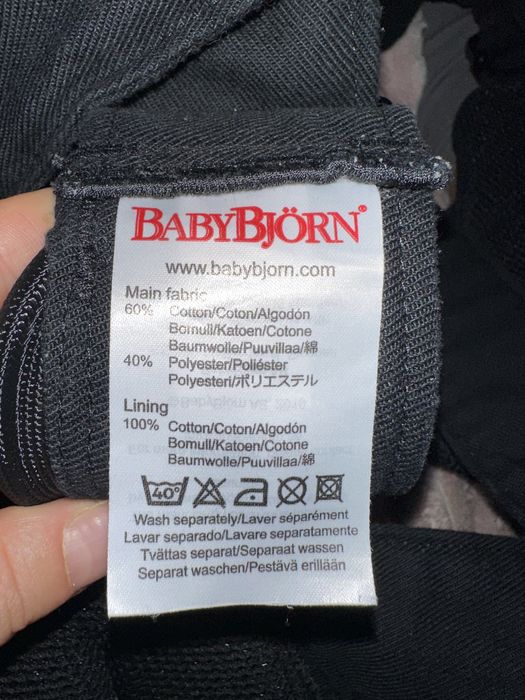 BABYBJÖRN®
www.babybjorn.com
Main fabric
60% Cotton/Coton/Algodón
Bomull/Katoen/Cotone
Baumwolle/Puuvillaa/綿
40% Polyester/Poliéster
Polyesteri/ポリエステル
Lining
100% Cotton/Coton/Algodón
Bomull/Katoen/Cotone
Baumwolle/Puuvillaa/綿
40°
Wash separately/Laver séparément
Lavar separado/Lavare separatamente
Tvättas separat/Separaat wassen
Separat waschen/Pestävä erillään